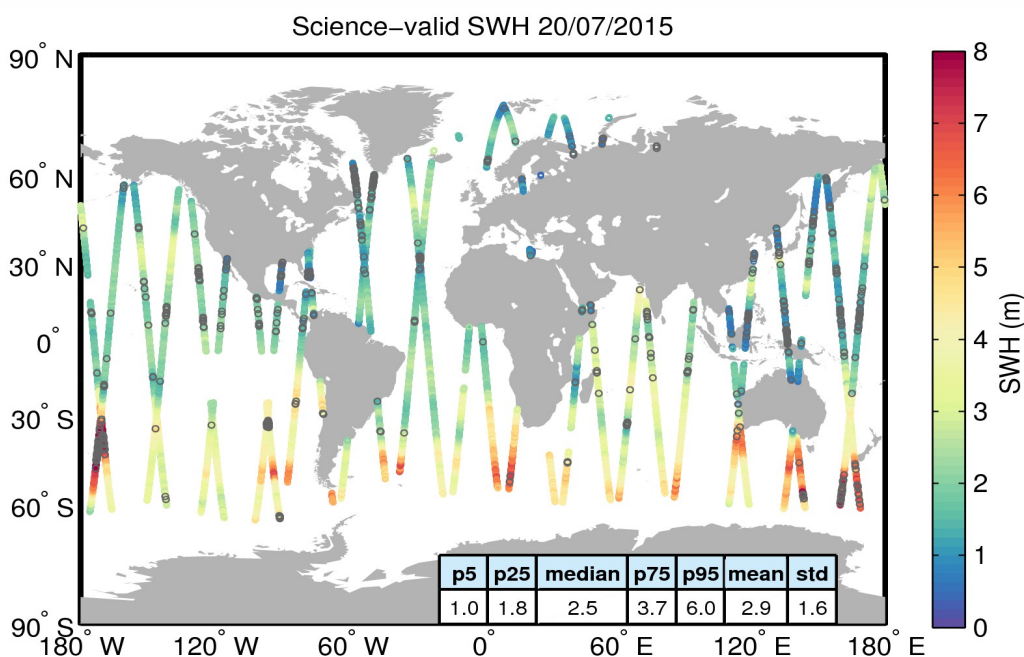 Science−valid SWH 20/07/2015
90° N
60° N
30° N
0°
30° S
60° S
90° S
180° W
120° W
60° W
0°
60° E
120° E
180° E
8
7
6
5
4
3
2
1
0
SWH (m)
p5 p25 median p75 p95 mean std
1.0 1.8 2.5 3.7 6.0 2.9 1.6